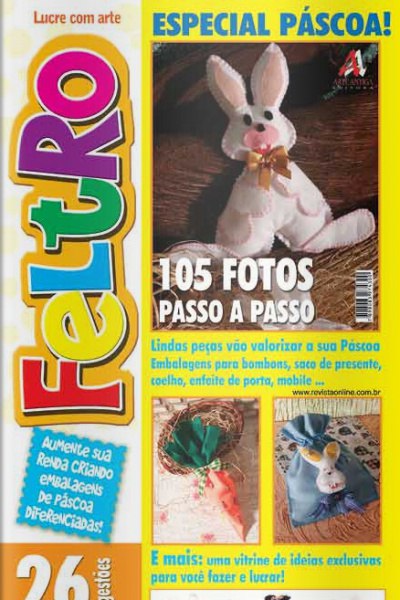 Lucre com arte
ESPECIAL PÁSCOA!
FeLtRo
105 FOTOS
PASSO A PASSO
Lindas peças vão valorizar a sua Páscoa
Embalagens para bombons, saco de presente,
coelho, enfeite de porta, mobile ...
www.revistaonline.com.br
AUMENTE SUA
RENDA CRIANDO
EMBALAGENS
DE PÁSCOA
DIFERENCIADAS!
26
gestões
E mais: uma vitrine de ideias exclusivas
para você fazer e lucrar!